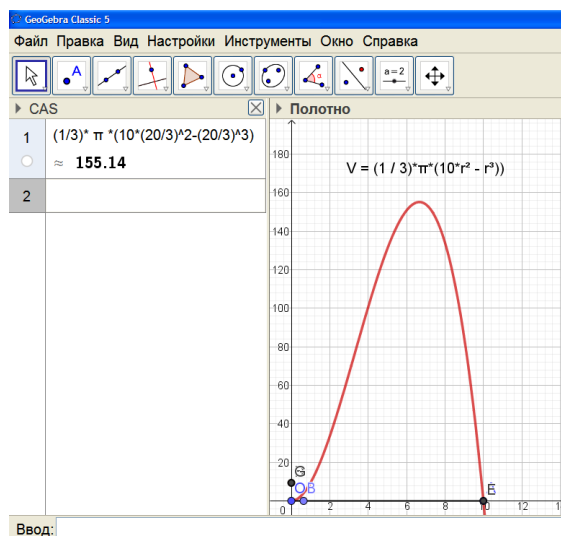 GeoGebra Classic 5
Файл Правка Вид Настройки Инструменты Окно Справка
A
a=2
CAS
Полотно
1 (1/3)* π *(10*(20/3)^2-(20/3)^3)
≈ 155.14
2
V = (1 / 3)*π*(10*r² - r³))
180
160
140
120
100
80
60
40
20
0 2 4 6 8 10 12 1
O B E
Ввод: